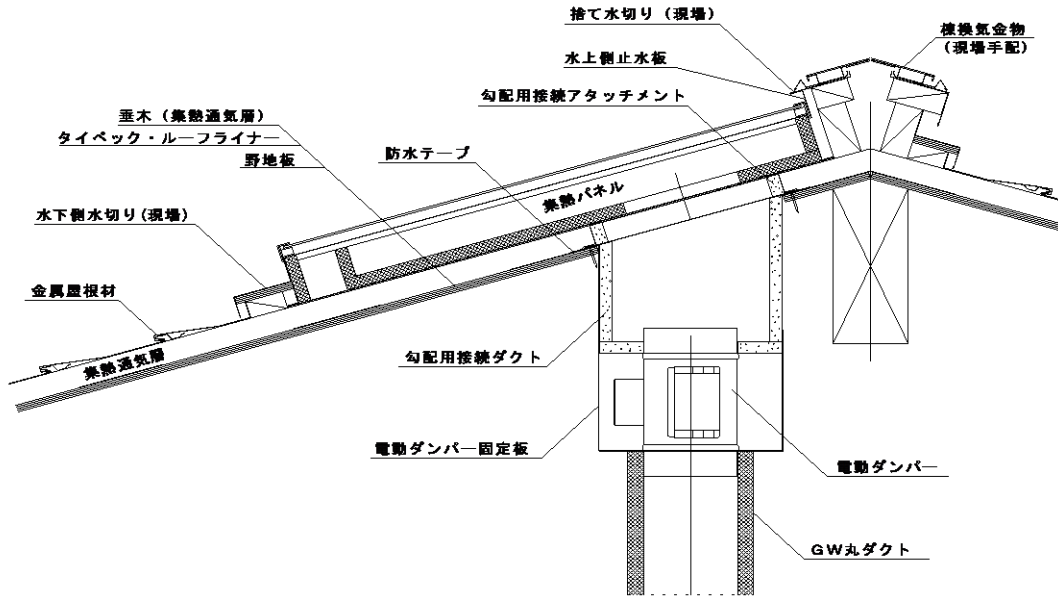 捨て水切り（現場）
棟換気金物
（現場手配）
水上側止水板
勾配用接続アタッチメント
垂木（集熱通気層）
タイベック・ルーフライナー
野地板
防水テープ
集熱パネル
水下側水切り(現場)
金属屋根材
集熱通気層
勾配用接続ダクト
電動ダンパー固定板
電動ダンパー
GW丸ダクト